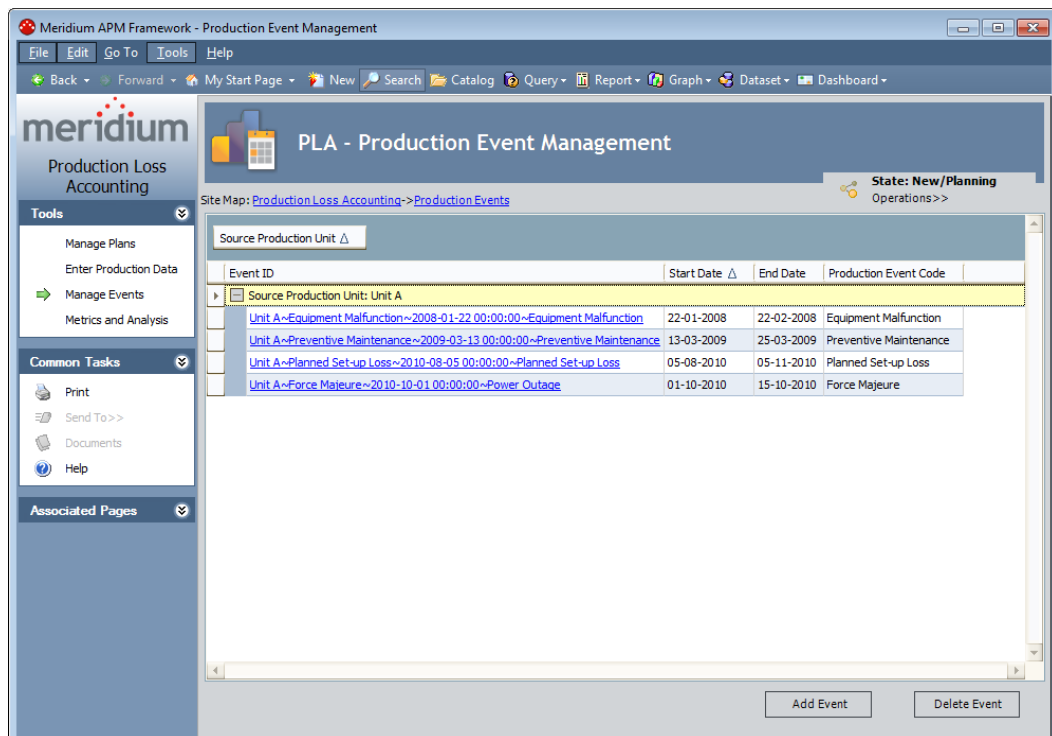 Meridium APM Framework - Production Event Management
File Edit Go To Tools Help
Back Forward My Start Page New Search Catalog Query Report Graph Dataset Dashboard
meridium
Production Loss
Accounting
PLA - Production Event Management
State: New/Planning
Operations>>
Site Map: Production Loss Accounting->Production Events
Tools
Manage Plans
Enter Production Data
Manage Events
Metrics and Analysis
Common Tasks
Print
Send To>>
Documents
Help
Associated Pages
Source Production Unit
Event ID Start Date End Date Production Event Code
Source Production Unit: Unit A
Unit A~Equipment Malfunction~2008-01-22 00:00:00~Equipment Malfunction 22-01-2008 22-02-2008 Equipment Malfunction
Unit A~Preventive Maintenance~2009-03-13 00:00:00~Preventive Maintenance 13-03-2009 25-03-2009 Preventive Maintenance
Unit A~Planned Set-up Loss~2010-08-05 00:00:00~Planned Set-up Loss 05-08-2010 05-11-2010 Planned Set-up Loss
Unit A~Force Majeure~2010-10-01 00:00:00~Power Outage 01-10-2010 15-10-2010 Force Majeure
Add Event Delete Event